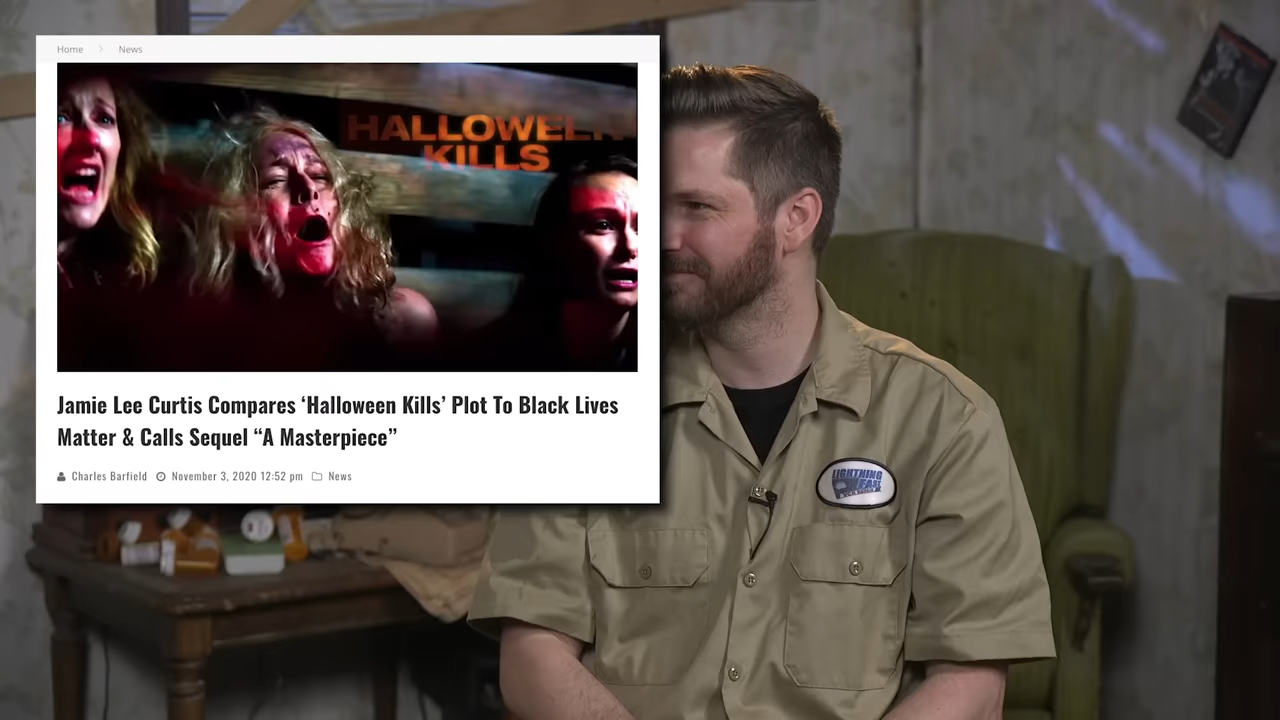 Home > News
HALLOWEEN
KILLS
Jamie Lee Curtis Compares ‘Halloween Kills’ Plot To Black Lives
Matter & Calls Sequel “A Masterpiece”
Charles Barfield November 3, 2020 12:52 pm News
LIGHTNING
FAST